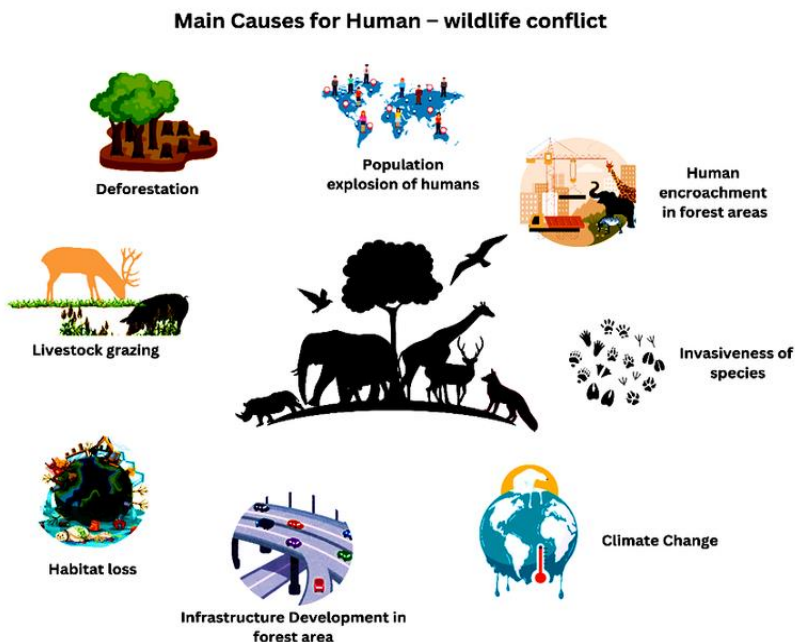 Main Causes for Human – wildlife conflict
Deforestation
Population
explosion of humans
Human
encroachment
in forest areas
Livestock grazing
Invasiveness of
species
Habitat loss
Infrastructure Development in
forest area
Climate Change